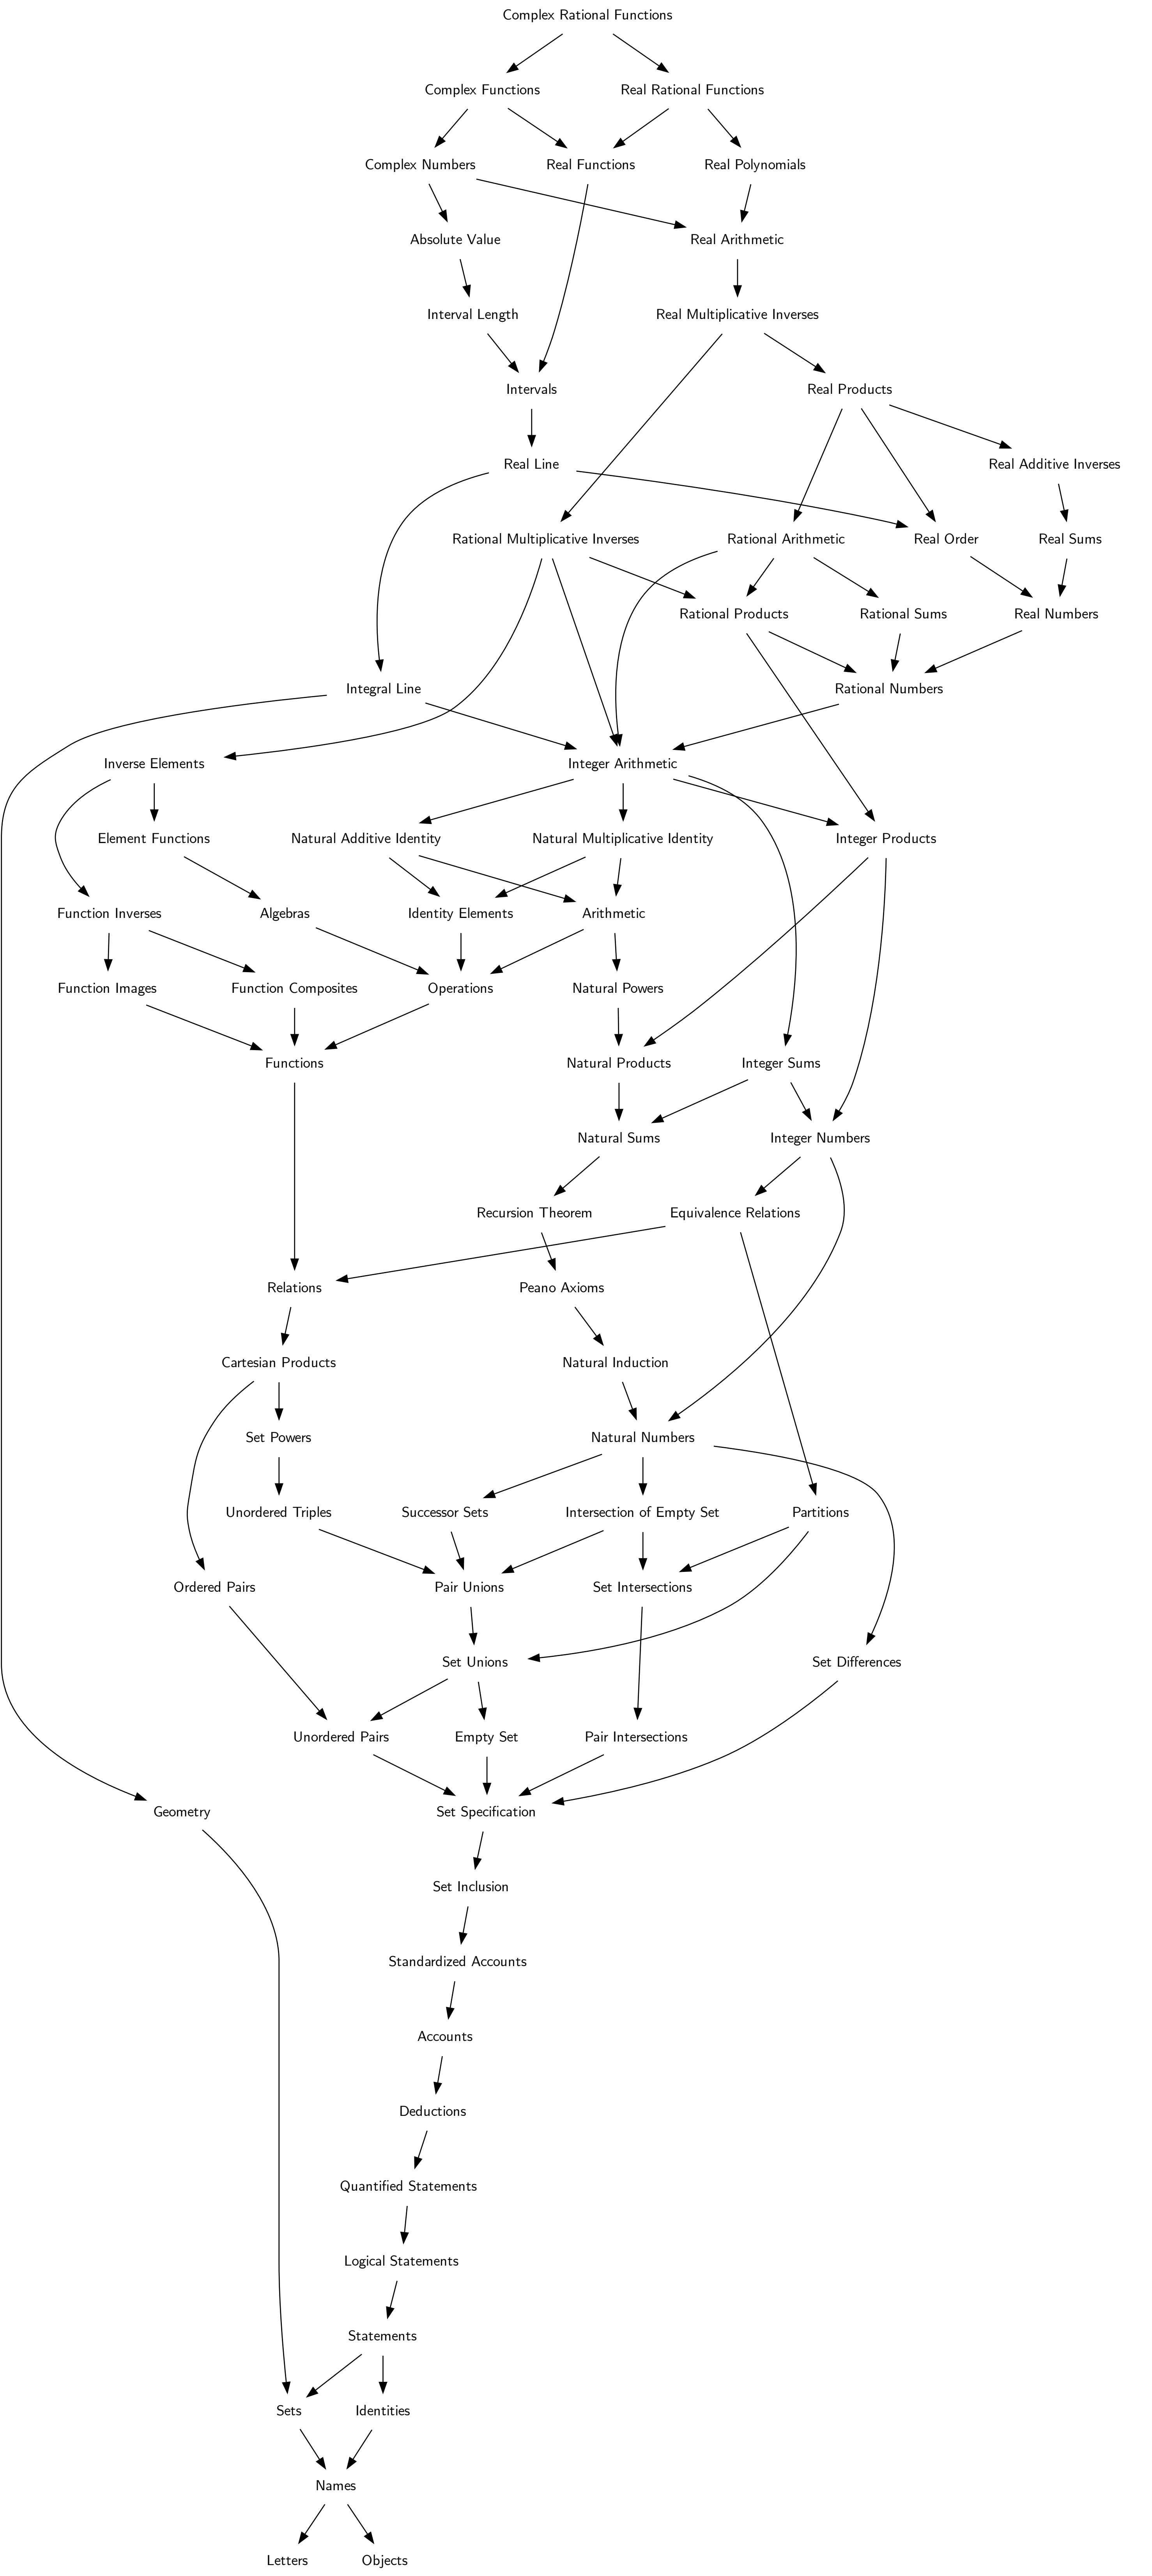 Complex Rational Functions
Complex Functions
Real Rational Functions
Complex Numbers
Real Functions
Real Polynomials
Absolute Value
Real Arithmetic
Interval Length
Real Multiplicative Inverses
Intervals
Real Products
Real Line
Real Additive Inverses
Rational Multiplicative Inverses
Rational Arithmetic
Real Order
Real Sums
Rational Products
Rational Sums
Real Numbers
Integral Line
Rational Numbers
Inverse Elements
Integer Arithmetic
Element Functions
Natural Additive Identity
Natural Multiplicative Identity
Integer Products
Function Inverses
Algebras
Identity Elements
Arithmetic
Function Images
Function Composites
Operations
Natural Powers
Functions
Natural Products
Integer Sums
Natural Sums
Integer Numbers
Recursion Theorem
Equivalence Relations
Relations
Peano Axioms
Cartesian Products
Natural Induction
Set Powers
Natural Numbers
Unordered Triples
Successor Sets
Intersection of Empty Set
Partitions
Ordered Pairs
Pair Unions
Set Intersections
Set Unions
Set Differences
Unordered Pairs
Empty Set
Pair Intersections
Geometry
Set Specification
Set Inclusion
Standardized Accounts
Accounts
Deductions
Quantified Statements
Logical Statements
Statements
Sets
Identities
Names
Letters
Objects